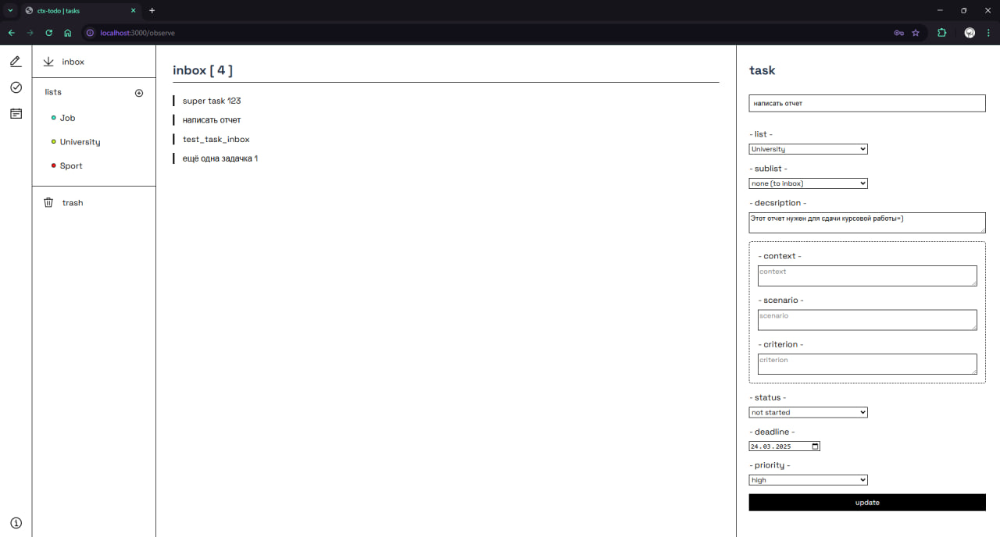 ctx-todo | tasks
localhost:3000/observe
inbox
lists
Job
University
Sport
trash
inbox [ 4 ]
super task 123
написать отчет
test_task_inbox
ещё одна задачка 1
task
написать отчет
- list -
University
- sublist -
none (to inbox)
- decsription -
Этот отчет нужен для сдачи курсовой работы=)
- context -
context
- scenario -
scenario
- criterion -
criterion
- status -
not started
- deadline -
24.03.2025
- priority -
high
update